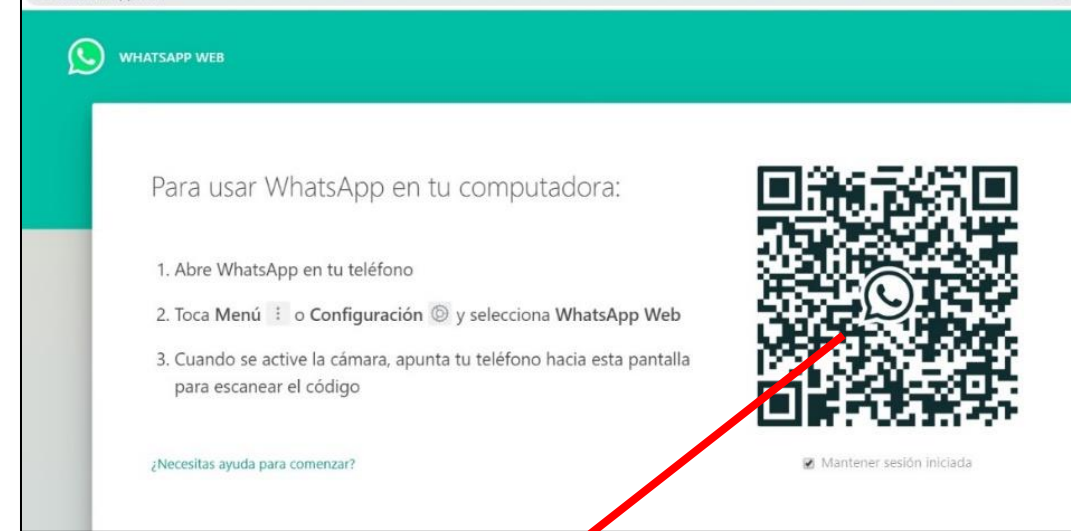 WHATSAPP WEB
Para usar WhatsApp en tu computadora:
1. Abre WhatsApp en tu teléfono
2. Toca Menú o Configuración y selecciona WhatsApp Web
3. Cuando se active la cámara, apunta tu teléfono hacia esta pantalla
para escanear el código
¿Necesitas ayuda para comenzar?
Mantener sesión iniciada